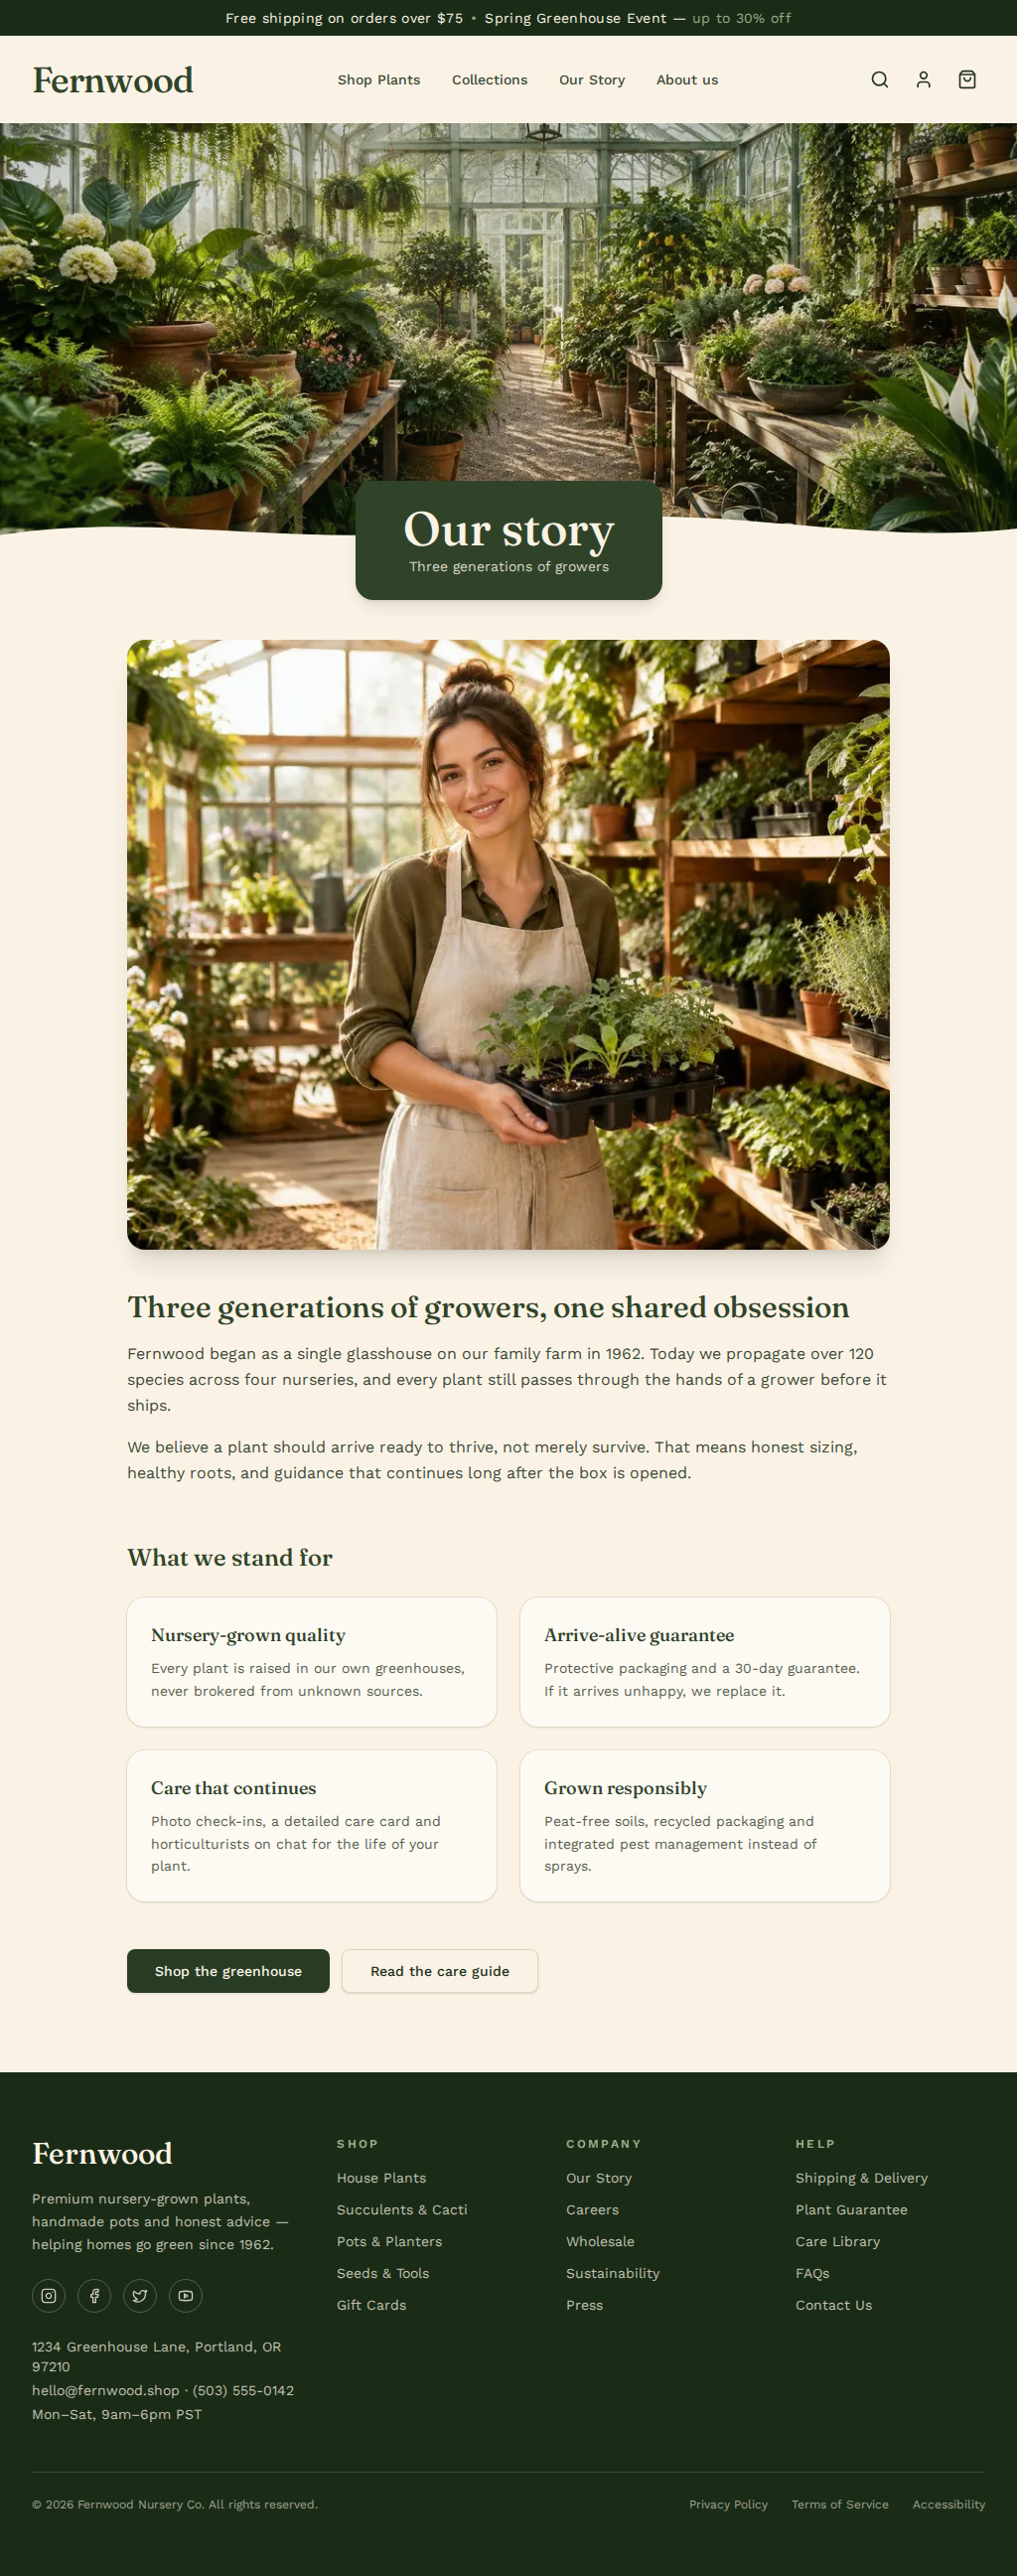 Free shipping on orders over $75 • Spring Greenhouse Event — up to 30% off
Fernwood
Shop Plants
Collections
Our Story
About us
Our story
Three generations of growers
Three generations of growers, one shared obsession
Fernwood began as a single glasshouse on our family farm in 1962. Today we propagate over 120
species across four nurseries, and every plant still passes through the hands of a grower before it
ships.
We believe a plant should arrive ready to thrive, not merely survive. That means honest sizing,
healthy roots, and guidance that continues long after the box is opened.
What we stand for
Nursery-grown quality
Every plant is raised in our own greenhouses,
never brokered from unknown sources.
Arrive-alive guarantee
Protective packaging and a 30-day guarantee.
If it arrives unhappy, we replace it.
Care that continues
Photo check-ins, a detailed care card and
horticulturists on chat for the life of your
plant.
Grown responsibly
Peat-free soils, recycled packaging and
integrated pest management instead of
sprays.
Shop the greenhouse
Read the care guide
Fernwood
Premium nursery-grown plants,
handmade pots and honest advice —
helping homes go green since 1962.
1234 Greenhouse Lane, Portland, OR
97210
hello@fernwood.shop · (503) 555-0142
Mon–Sat, 9am–6pm PST
SHOP
House Plants
Succulents & Cacti
Pots & Planters
Seeds & Tools
Gift Cards
COMPANY
Our Story
Careers
Wholesale
Sustainability
Press
HELP
Shipping & Delivery
Plant Guarantee
Care Library
FAQs
Contact Us
© 2026 Fernwood Nursery Co. All rights reserved.
Privacy Policy
Terms of Service
Accessibility